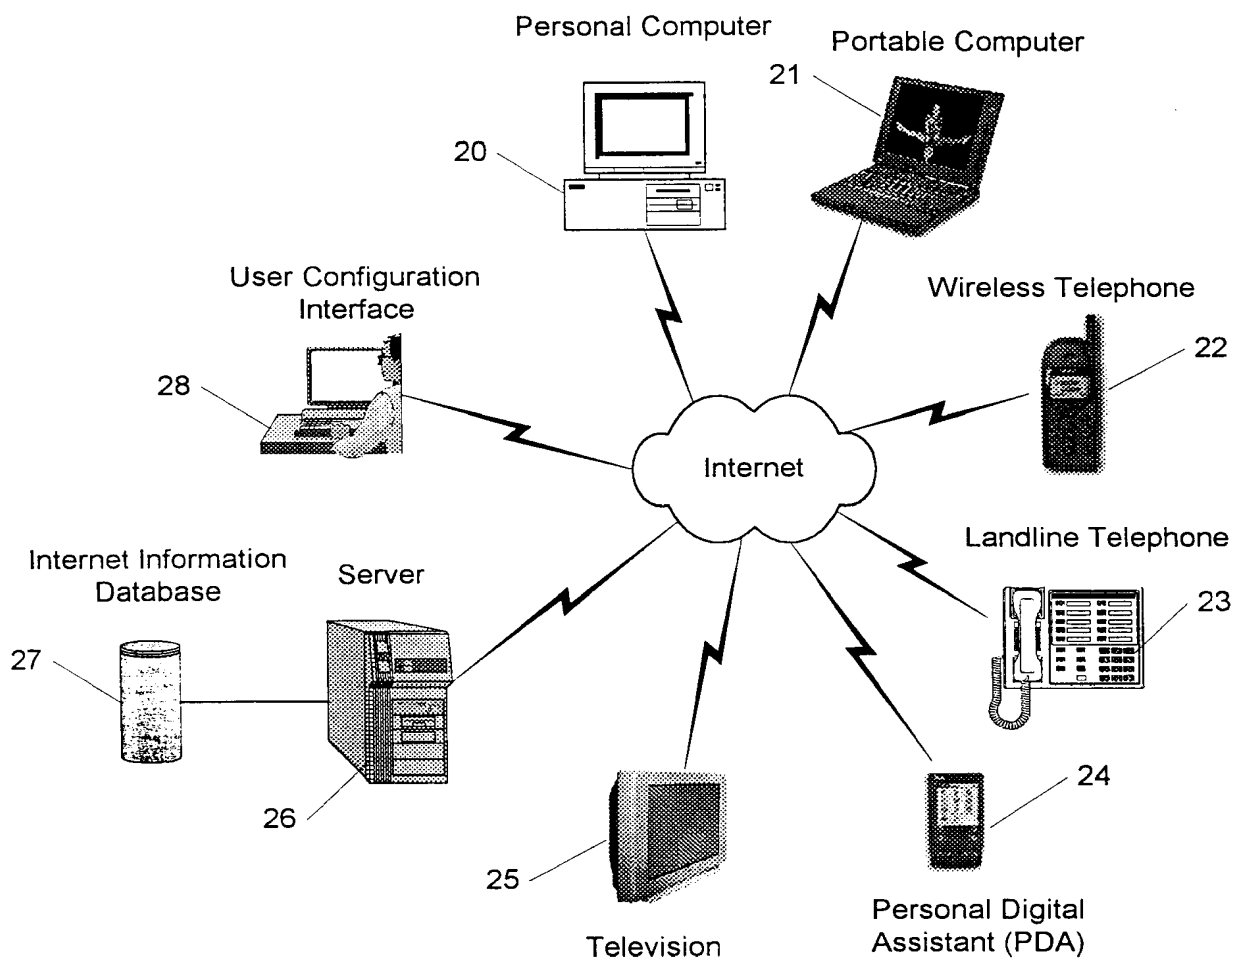 Personal Computer
Portable Computer
21
20
User Configuration
Interface
Wireless Telephone
22
28
Internet
Landline Telephone
Internet Information
Database
Server
23
27
24
26
25
Personal Digital
Assistant (PDA)
Television